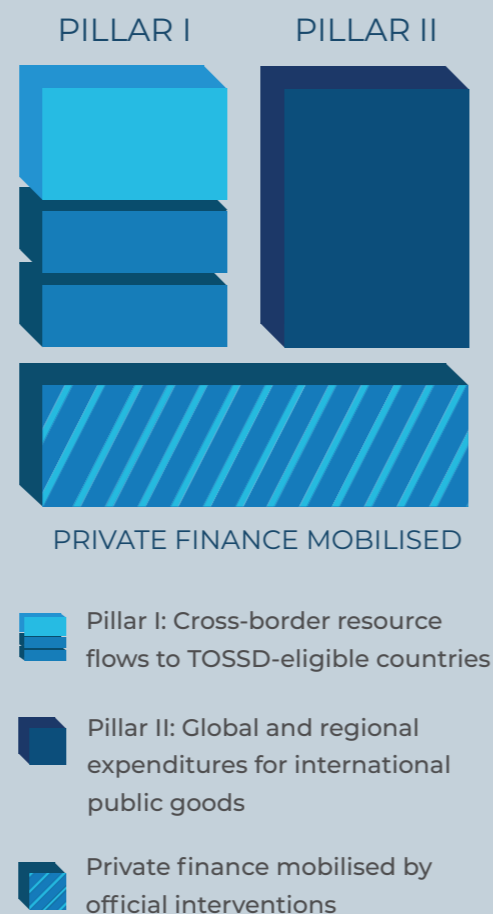 PILLAR I PILLAR II
PRIVATE FINANCE MOBILISED
Pillar I: Cross-border resource
flows to TOSSD-eligible countries
Pillar II: Global and regional
expenditures for international
public goods
Private finance mobilised by
official interventions